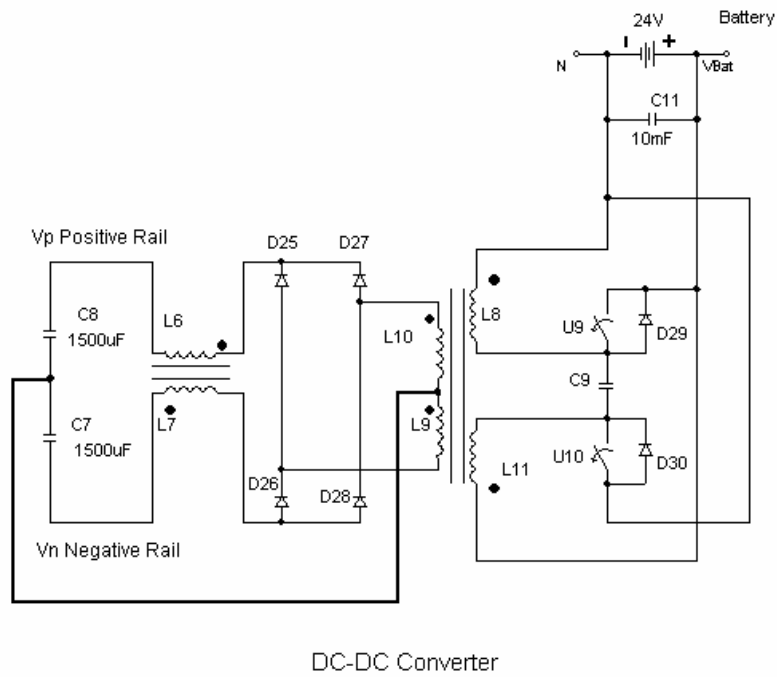 24V
Battery
- +
N
VBat
C11
10mF
Vp Positive Rail
D25
D27
C8
1500uF
L6
L10
L8
U9
D29
C9
C7
1500uF
L7
L9
D26
D28
L11
U10
D30
Vn Negative Rail
DC-DC Converter